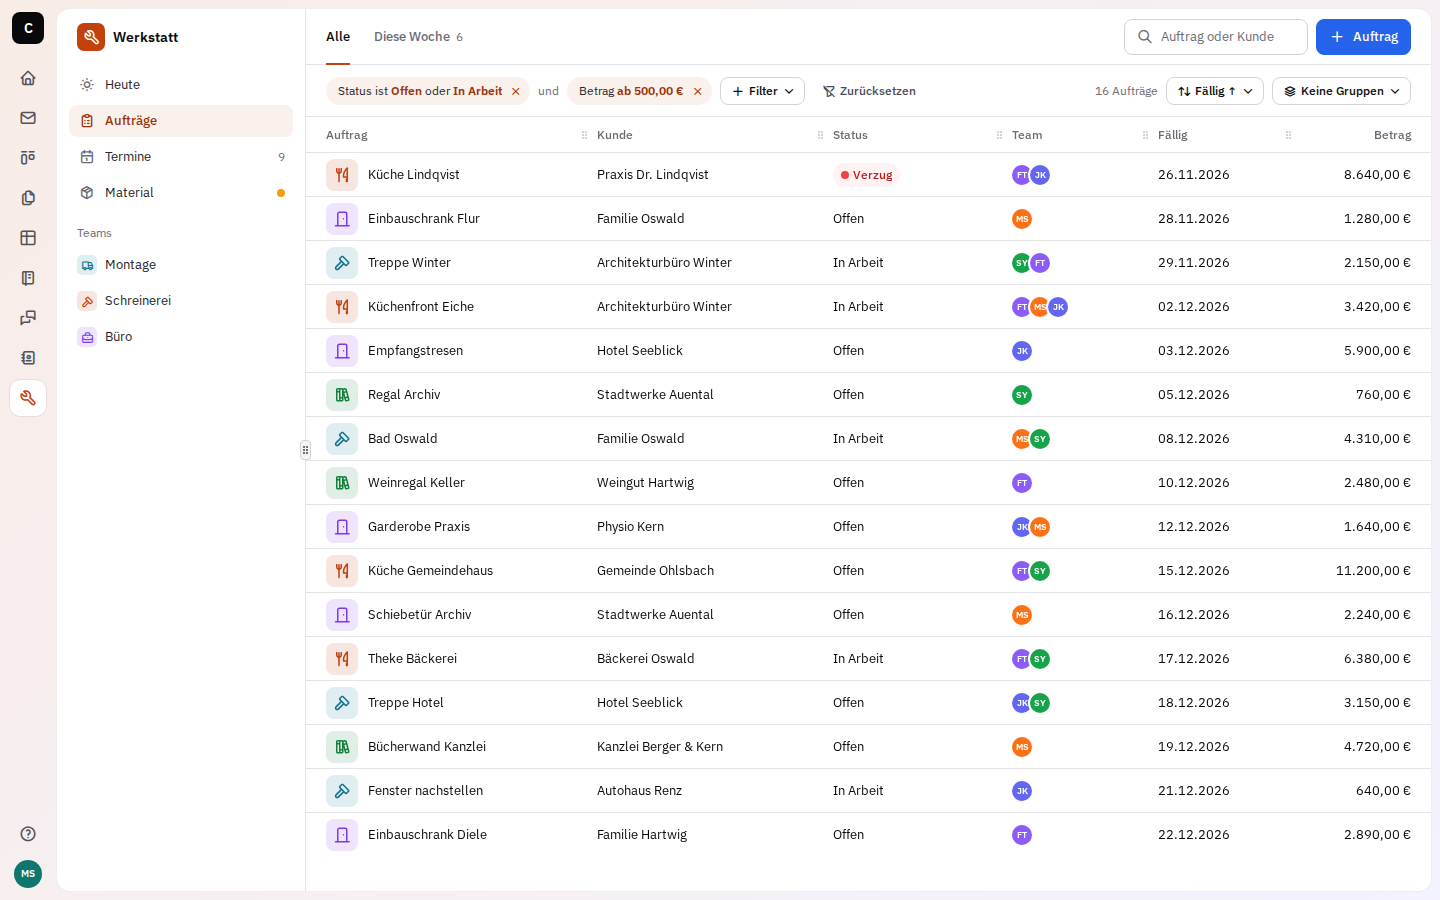 C
Werkstatt
Heute
Aufträge
Termine 9
Material
Teams
Montage
Schreinerei
Büro
MS
Alle Diese Woche 6 Auftrag oder Kunde Auftrag
Status ist Offen oder In Arbeit und Betrag ab 500,00 € Filter Zurücksetzen 16 Aufträge Fällig ↑ Keine Gruppen
Auftrag Kunde Status Team Fällig Betrag
Küche Lindqvist Praxis Dr. Lindqvist Verzug FT JK 26.11.2026 8.640,00 €
Einbauschrank Flur Familie Oswald Offen MS 28.11.2026 1.280,00 €
Treppe Winter Architekturbüro Winter In Arbeit SY FT 29.11.2026 2.150,00 €
Küchenfront Eiche Architekturbüro Winter In Arbeit FT MS JK 02.12.2026 3.420,00 €
Empfangstresen Hotel Seeblick Offen JK 03.12.2026 5.900,00 €
Regal Archiv Stadtwerke Auental Offen SY 05.12.2026 760,00 €
Bad Oswald Familie Oswald In Arbeit MS SY 08.12.2026 4.310,00 €
Weinregal Keller Weingut Hartwig Offen FT 10.12.2026 2.480,00 €
Garderobe Praxis Physio Kern Offen JK MS 12.12.2026 1.640,00 €
Küche Gemeindehaus Gemeinde Ohlsbach Offen FT SY 15.12.2026 11.200,00 €
Schiebetür Archiv Stadtwerke Auental Offen MS 16.12.2026 2.240,00 €
Theke Bäckerei Bäckerei Oswald In Arbeit FT SY 17.12.2026 6.380,00 €
Treppe Hotel Hotel Seeblick Offen JK SY 18.12.2026 3.150,00 €
Bücherwand Kanzlei Kanzlei Berger & Kern Offen MS 19.12.2026 4.720,00 €
Fenster nachstellen Autohaus Renz In Arbeit JK 21.12.2026 640,00 €
Einbauschrank Diele Familie Hartwig Offen FT 22.12.2026 2.890,00 €